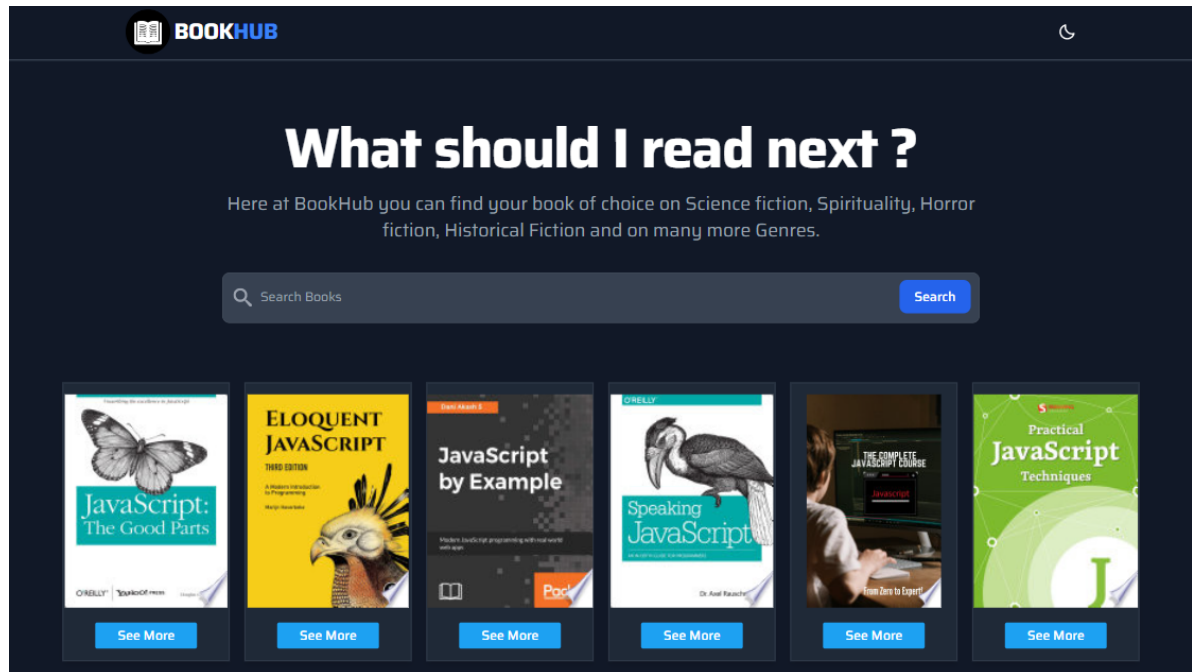 BOOKHUB
What should I read next ?
Here at BookHub you can find your book of choice on Science fiction, Spirituality, Horror
fiction, Historical Fiction and on many more Genres.
Search Books
Search
JavaScript:
The Good Parts
O'REILLY
YAHOO! PRESS
See More
ELOQUENT
JAVASCRIPT
THIRD EDITION
A Modern Introduction
to Programming
Marijn Haverbeke
See More
Dani Akash S
JavaScript
by Example
Modern JavaScript programming with real world
web apps
See More
O'REILLY
Speaking
JavaScript
Dr. Axel
See More
THE COMPLETE
JAVASCRIPT COURSE
Javascript
From Zero to Expert!
See More
Practical
JavaScript
Techniques
J
See More